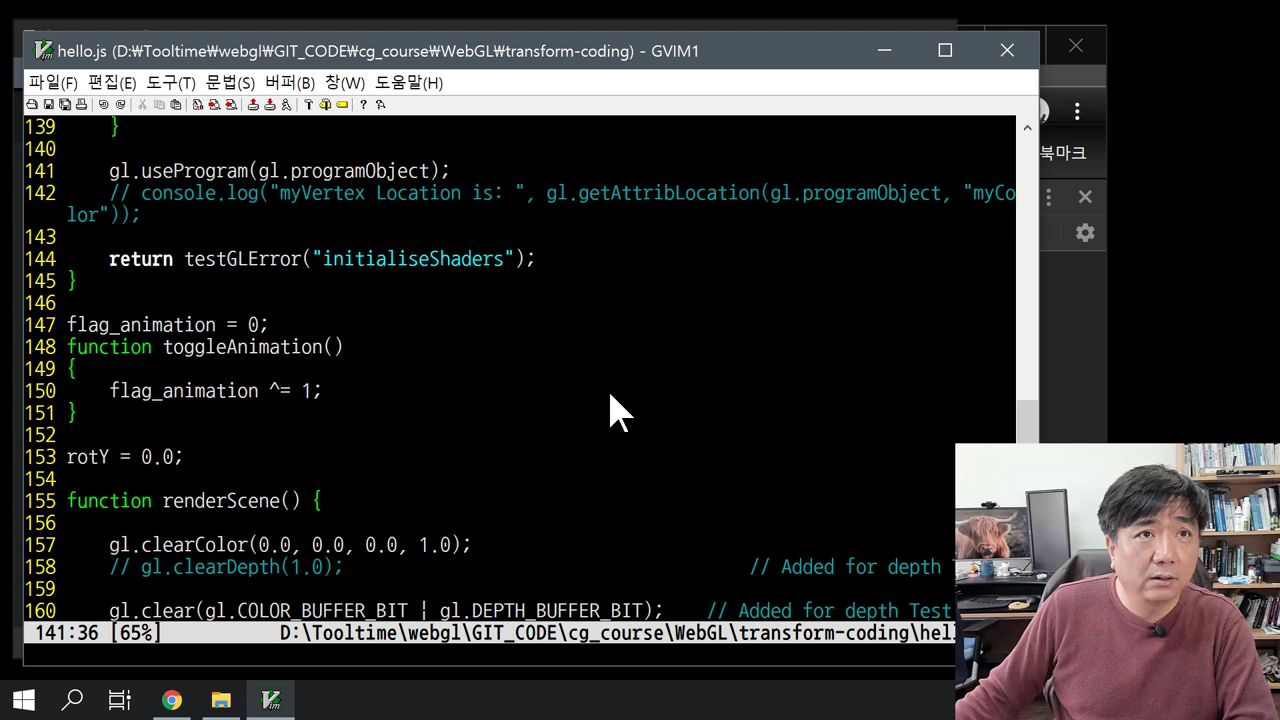 hello.js (D:₩Tooltime₩webgl₩GIT_CODE₩cg_course₩WebGL₩transform-coding) - GVIM1
파일(F) 편집(E) 도구(T) 문법(S) 버퍼(B) 창(W) 도움말(H)
북마크
139     }
140
141     gl.useProgram(gl.programObject);
142     // console.log("myVertex Location is: ", gl.getAttribLocation(gl.programObject, "myCo
lor"));
143
144     return testGLError("initialiseShaders");
145 }
146
147 flag_animation = 0;
148 function toggleAnimation()
149 {
150     flag_animation ^= 1;
151 }
152
153 rotY = 0.0;
154
155 function renderScene() {
156
157     gl.clearColor(0.0, 0.0, 0.0, 1.0);
158     // gl.clearDepth(1.0); // Added for depth
159
160     gl.clear(gl.COLOR_BUFFER_BIT | gl.DEPTH_BUFFER_BIT); // Added for depth Test
141:36 [65%] D:\Tooltime\webgl\GIT_CODE\cg_course\WebGL\transform-coding\hel